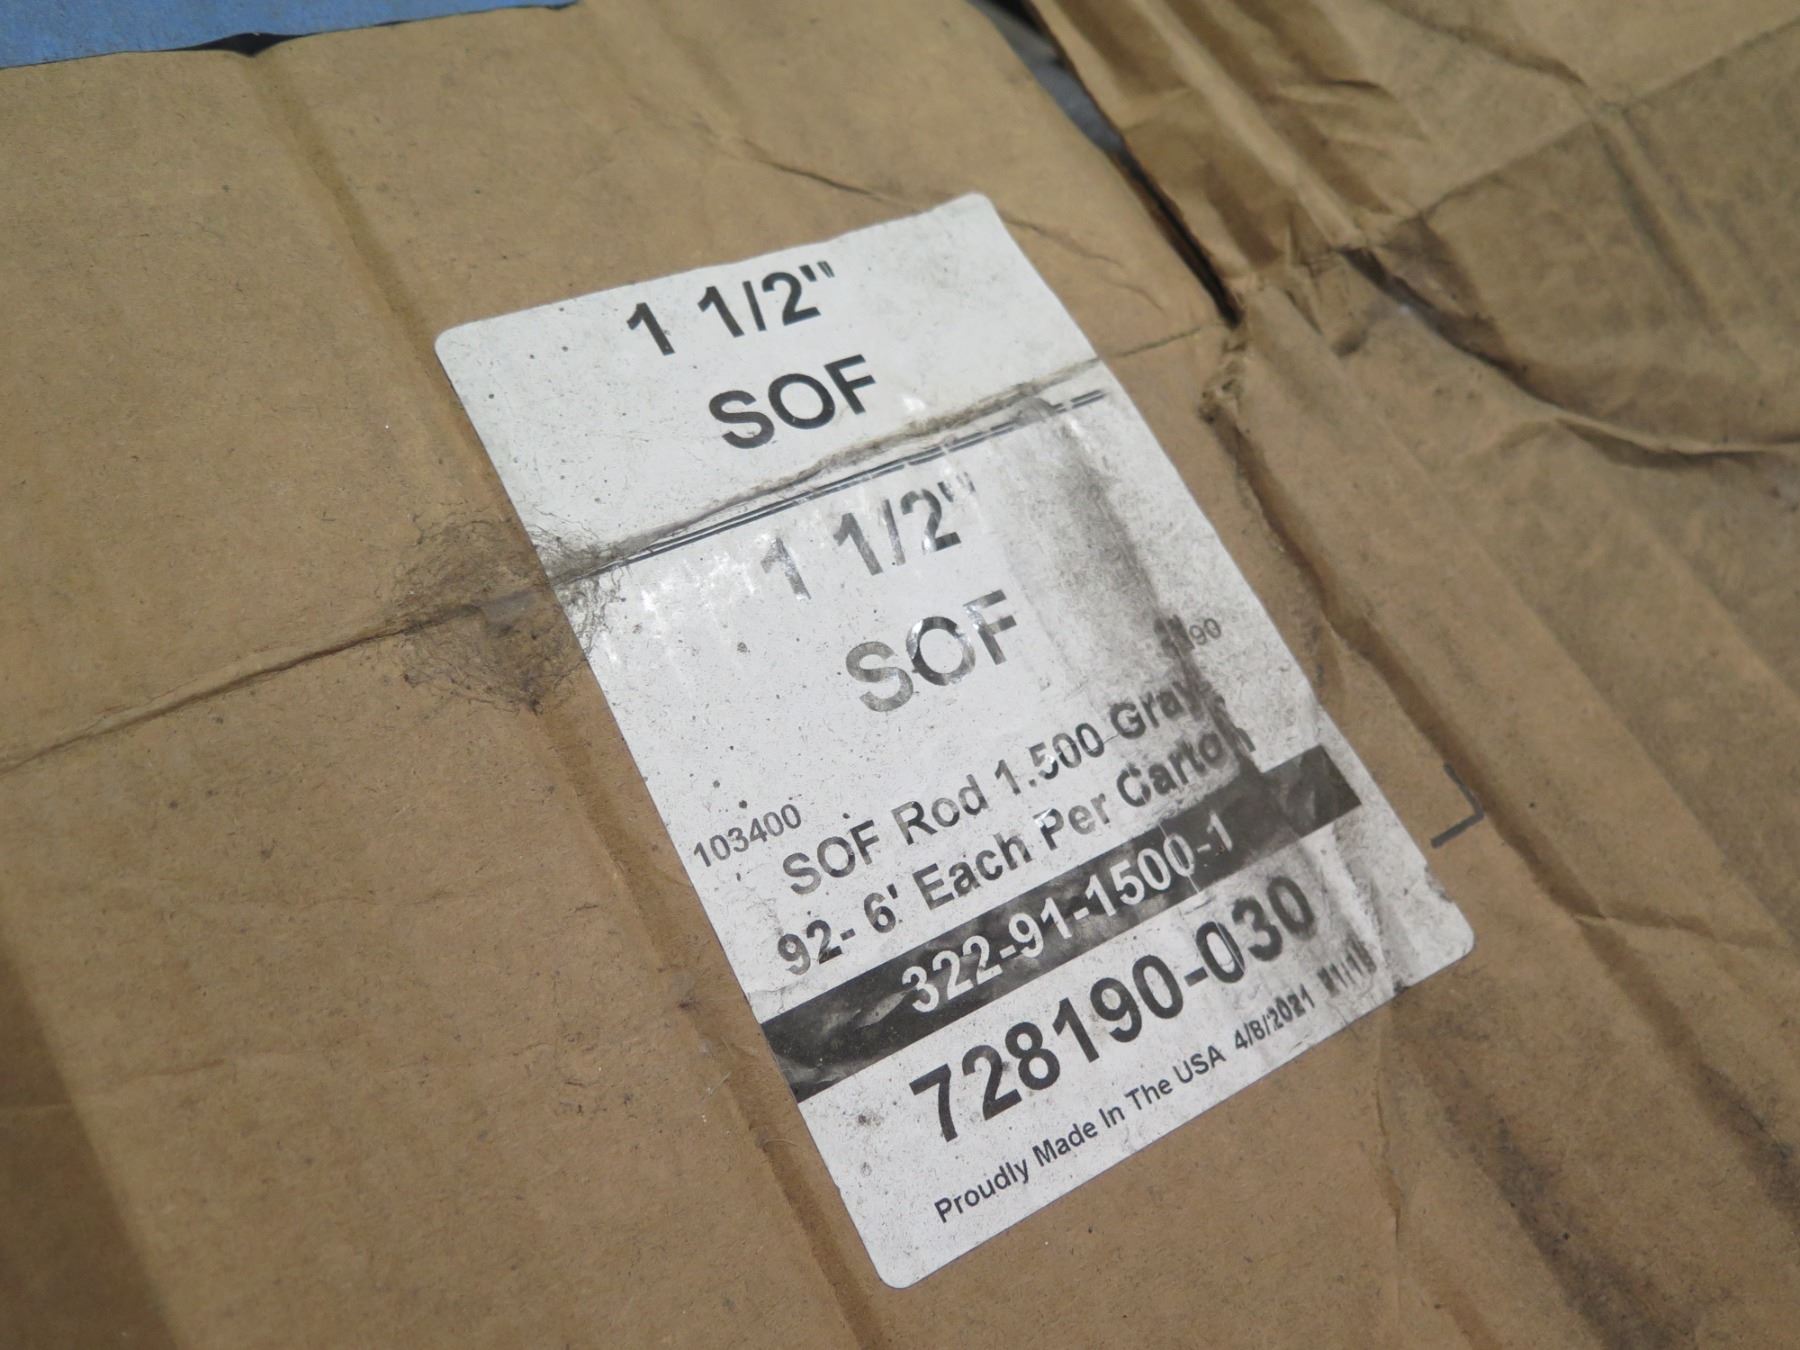 1 1/2"
SOF
1 1/2"
SOF
103400
SOF Rod 1.500 Gray
92- 6' Each Per Carton
322-91-1500-1
728190-030
Proudly Made In The USA 4/8/2021